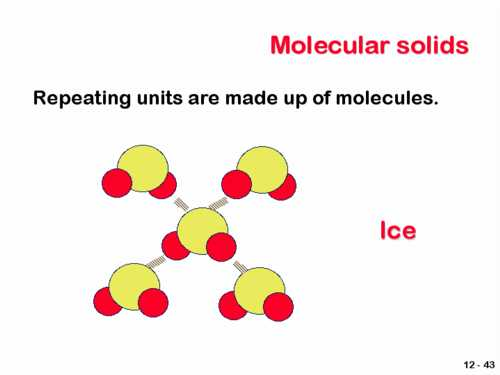 Molecular solids
Repeating units are made up of molecules.
Ice
12 - 43